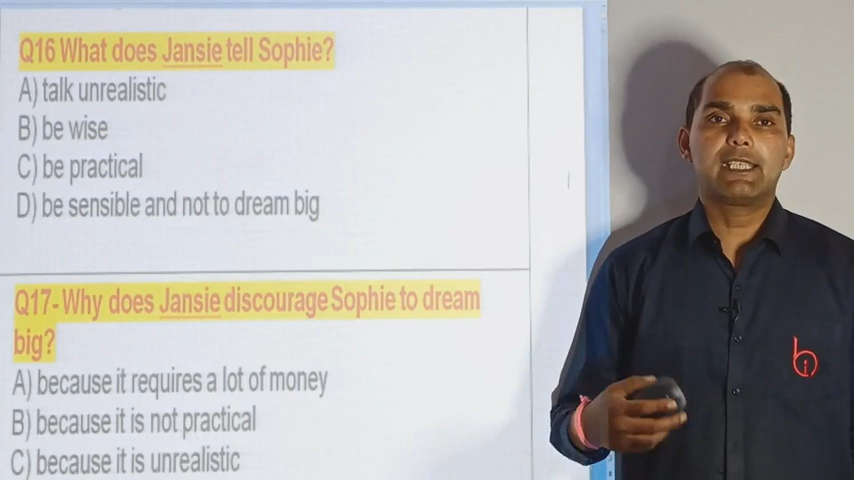 Q16 What does Jansie tell Sophie?
A) talk unrealistic
B) be wise
C) be practical
D) be sensible and not to dream big
Q17- Why does Jansie discourage Sophie to dream
big?
A) because it requires a lot of money
B) because it is not practical
C) because it is unrealistic